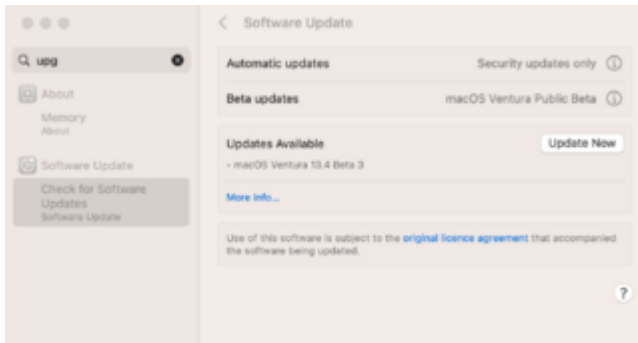 Software Update
upg
Automatic updates
Security updates only
About
Beta updates
macOS Ventura Public Beta
Memory
About
Updates Available
Update Now
Software Update
- macOS Ventura 13.4 Beta 3
Check for Software
Updates
Software Update
More info...
Use of this software is subject to the original licence agreement that accompanied
the software being updated.
?